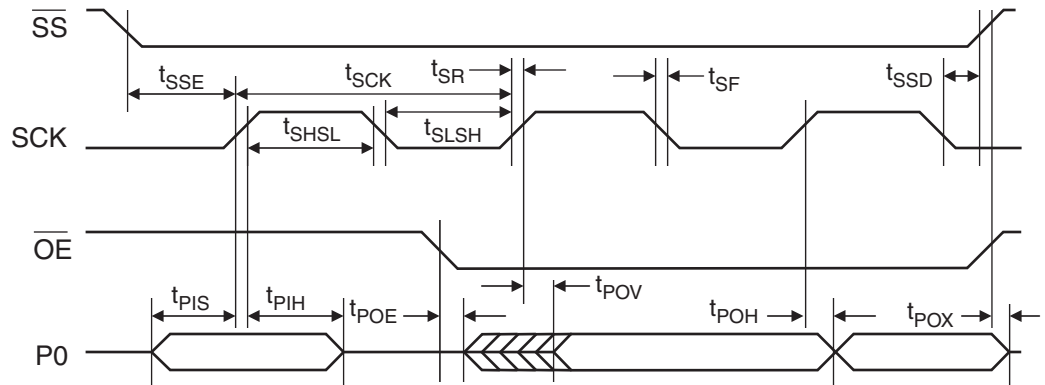 SS
tSSE
tSCK
tSR
tSF
tSSD
SCK
tSHSL
tSLSH
OE
tPIS
tPIH
tPOE
tPOV
tPOH
tPOX
P0